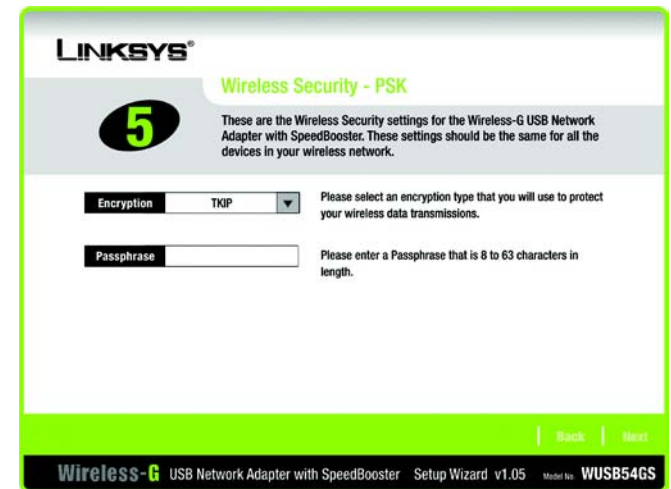 LINKSYS®
Wireless Security - PSK
5
These are the Wireless Security settings for the Wireless-G USB Network
Adapter with SpeedBooster. These settings should be the same for all the
devices in your wireless network.
Encryption TKIP Please select an encryption type that you will use to protect
your wireless data transmissions.
Passphrase Please enter a Passphrase that is 8 to 63 characters in
length.
Back Next
Wireless-G USB Network Adapter with SpeedBooster Setup Wizard v1.05 Model No. WUSB54GS